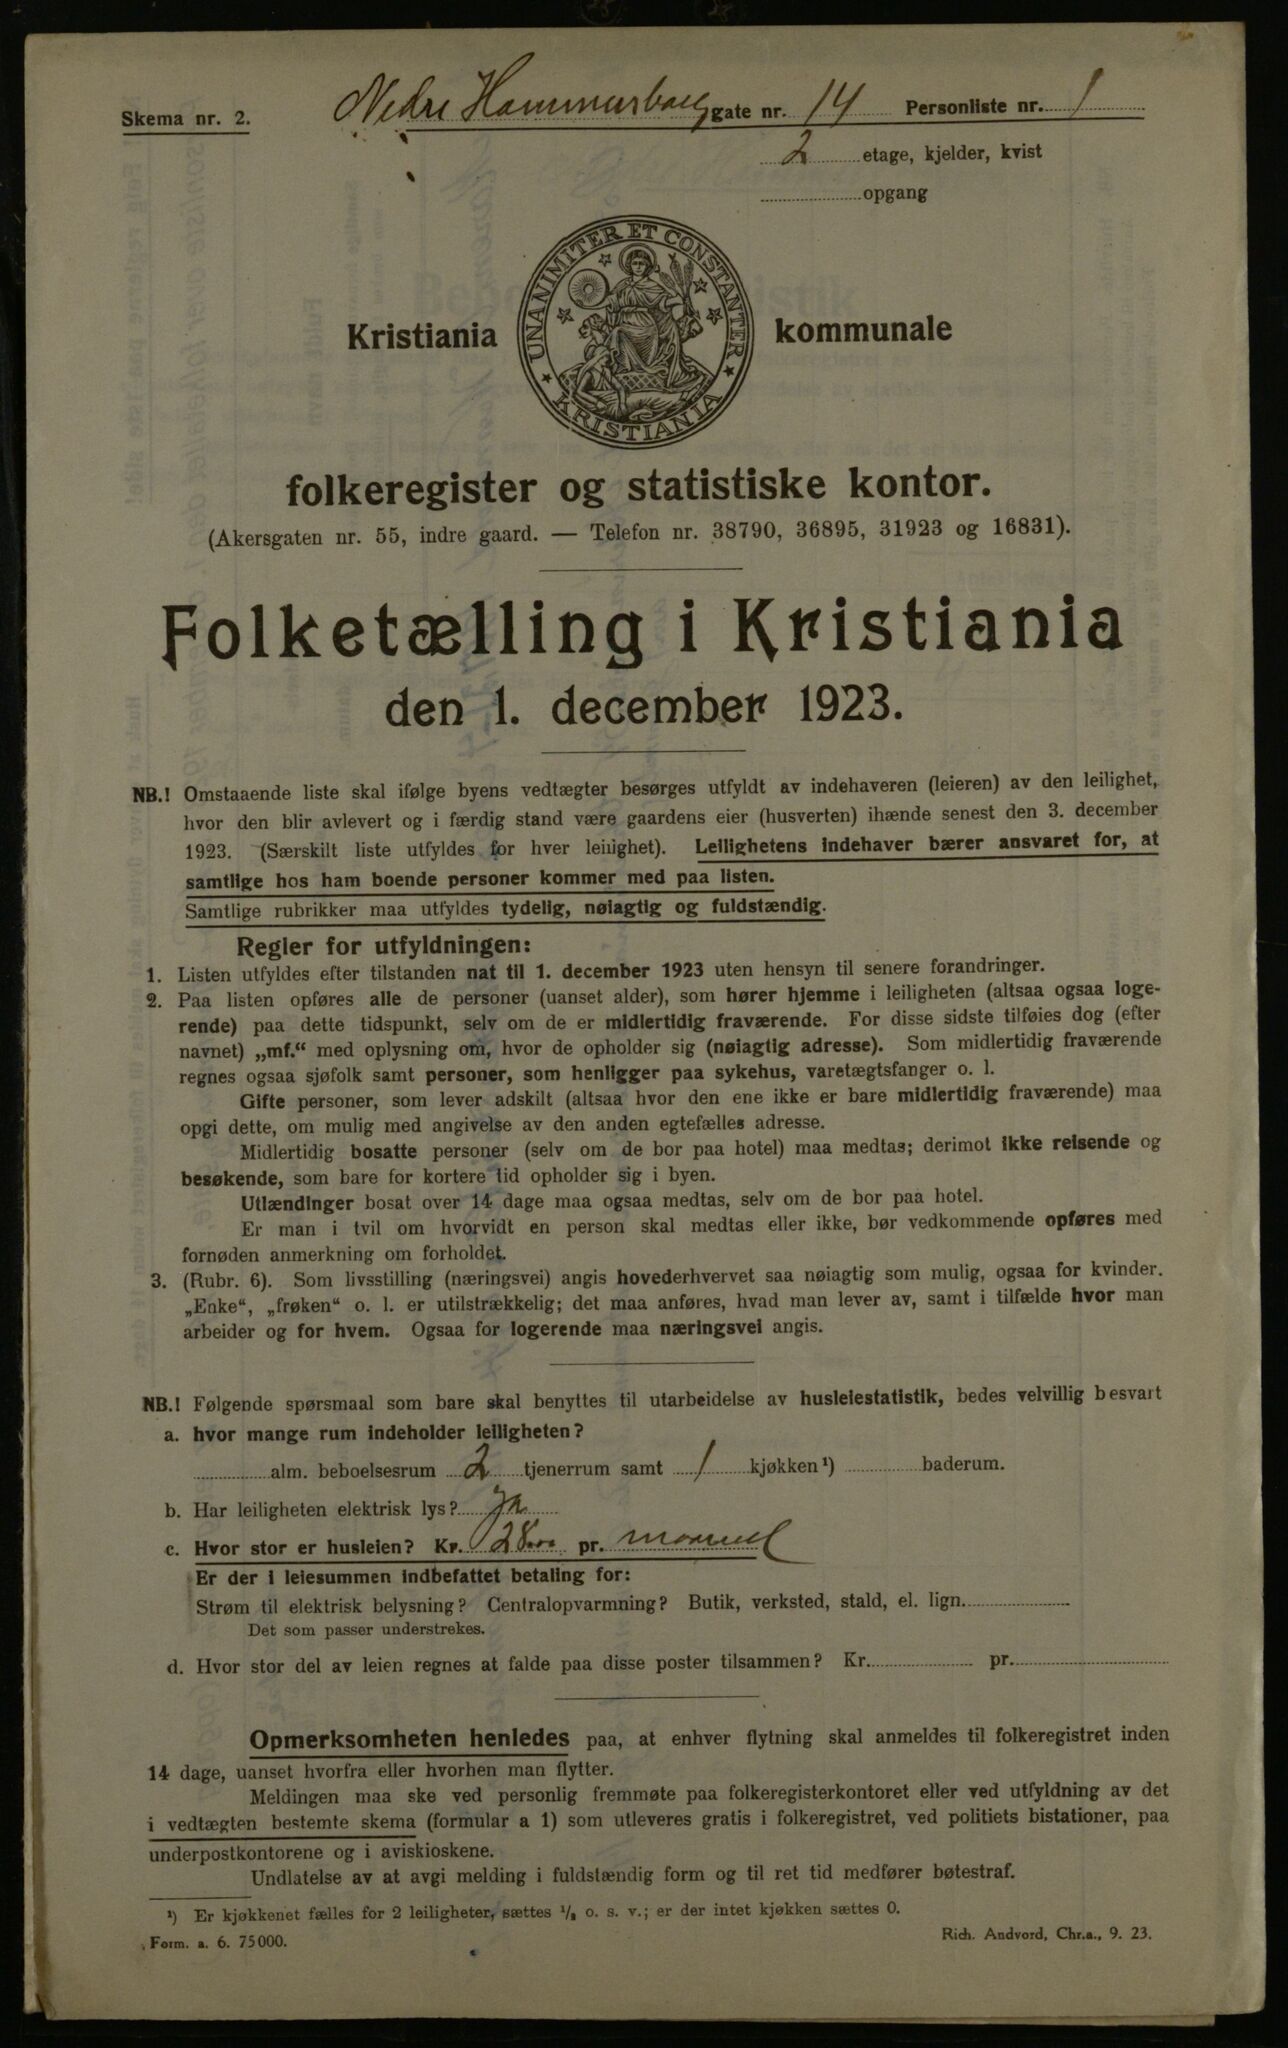 Skema nr. 2.
Nedre Hammersborg gate nr. 14 Personliste nr. 1
2 etage, kjelder, kvist
opgang
UNANIMITER ET CONSTANTER
KRISTIANIA
Kristiania kommunale
folkeregister og statistiske kontor.
(Akersgaten nr. 55, indre gaard. — Telefon nr. 38790, 36895, 31923 og 16831).
Folketælling i Kristiania
den 1. december 1923.
NB.! Omstaaende liste skal ifølge byens vedtægter besørges utfyldt av indehaveren (leieren) av den leilighet,
hvor den blir avlevert og i færdig stand være gaardens eier (husverten) ihænde senest den 3. december
1923. (Særskilt liste utfyldes for hver leilighet). Leilighetens indehaver bærer ansvaret for, at
samtlige hos ham boende personer kommer med paa listen.
Samtlige rubrikker maa utfyldes tydelig, nøiagtig og fuldstændig.
Regler for utfyldningen:
1. Listen utfyldes efter tilstanden nat til 1. december 1923 uten hensyn til senere forandringer.
2. Paa listen opføres alle de personer (uanset alder), som hører hjemme i leiligheten (altsaa ogsaa loge-
rende) paa dette tidspunkt, selv om de er midlertidig fraværende. For disse sidste tilføies dog (efter
navnet) „mf.“ med oplysning om, hvor de opholder sig (nøiagtig adresse). Som midlertidig fraværende
regnes ogsaa sjøfolk samt personer, som henligger paa sykehus, varetægtsfanger o. l.
Gifte personer, som lever adskilt (altsaa hvor den ene ikke er bare midlertidig fraværende) maa
opgi dette, om mulig med angivelse av den anden egtefælles adresse.
Midlertidig bosatte personer (selv om de bor paa hotel) maa medtas; derimot ikke reisende og
besøkende, som bare for kortere tid opholder sig i byen.
Utlændinger bosat over 14 dage maa ogsaa medtas, selv om de bor paa hotel.
Er man i tvil om hvorvidt en person skal medtas eller ikke, bør vedkommende opføres med
fornøden anmerkning om forholdet.
3. (Rubr. 6). Som livsstilling (næringsvei) angis hovederhvervet saa nøiagtig som mulig, ogsaa for kvinder.
„Enke“, „frøken“ o. l. er utilstrækkelig; det maa anføres, hvad man lever av, samt i tilfælde hvor man
arbeider og for hvem. Ogsaa for logerende maa næringsvei angis.
NB.! Følgende spørsmaal som bare skal benyttes til utarbeidelse av husleiestatistik, bedes velvillig besvart
a. hvor mange rum indeholder leiligheten?
alm. beboelsesrum 2 tjenerrum samt 1 kjøkken ¹) baderum.
b. Har leiligheten elektrisk lys? ja
c. Hvor stor er husleien? Kr. 28.00 pr. maaned
Er der i leiesummen indbefattet betaling for:
Strøm til elektrisk belysning? Centralopvarmning? Butik, verksted, stald, el. lign.
Det som passer understrekes.
d. Hvor stor del av leien regnes at falde paa disse poster tilsammen? Kr. pr.
Opmerksomheten henledes paa, at enhver flytning skal anmeldes til folkeregistret inden
14 dage, uanset hvorfra eller hvorhen man flytter.
Meldingen maa ske ved personlig fremmøte paa folkeregisterkontoret eller ved utfyldning av det
i vedtægten bestemte skema (formular a 1) som utleveres gratis i folkeregistret, ved politiets bistationer, paa
underpostkontorene og i aviskioskene.
Undlatelse av at avgi melding i fuldstændig form og til ret tid medfører bøtestraf.
¹) Er kjøkkenet fælles for 2 leiligheter, sættes ½ o. s. v.; er der intet kjøkken sættes 0.
Form. a. 6. 75000. Rich. Andvord, Chr.a., 9. 23.